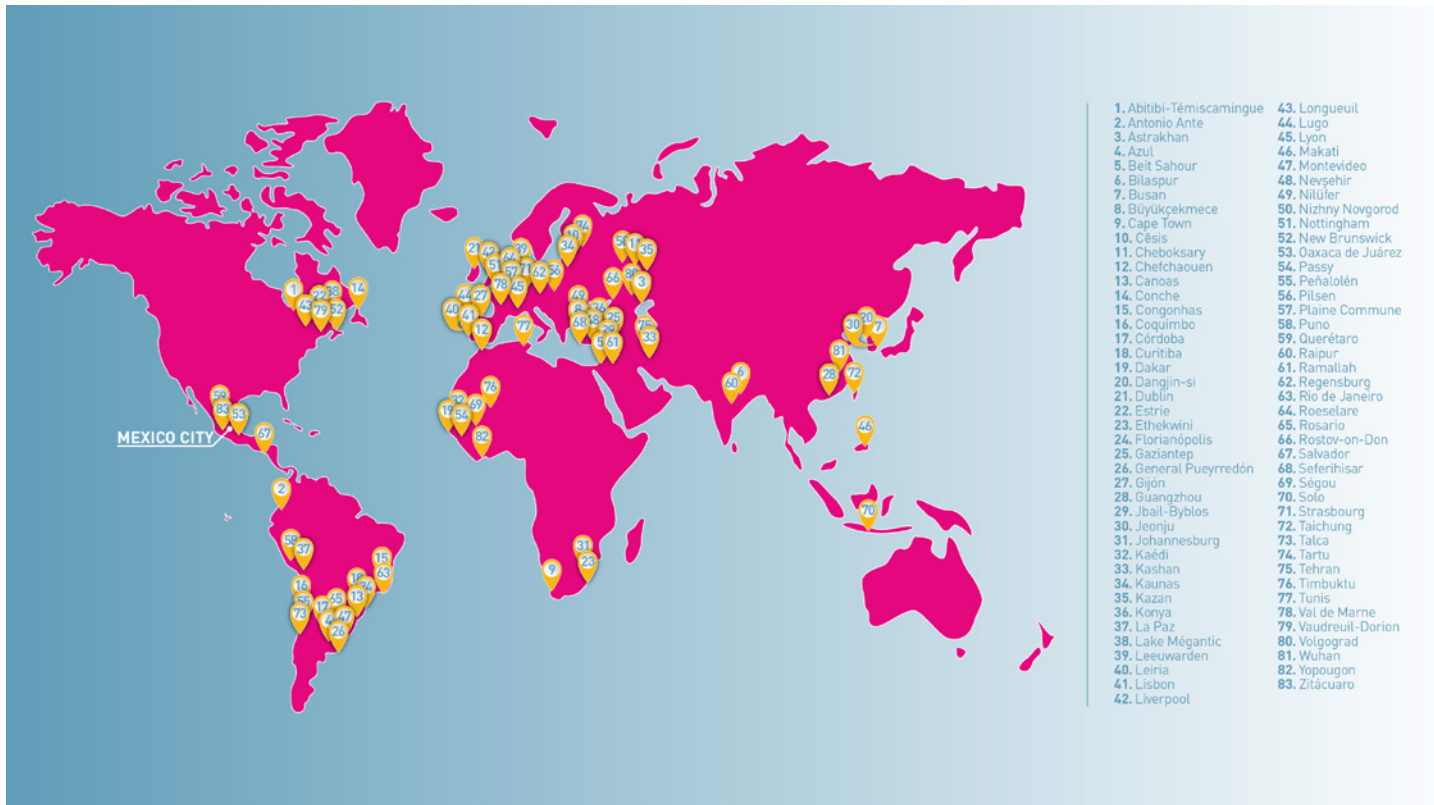 MEXICO CITY
1. Abitibi-Témiscamingue
2. Antonio Ante
3. Astrakhan
4. Azul
5. Beit Sahour
6. Bilaspur
7. Busan
8. Büyükçekmece
9. Cape Town
10. Cēsis
11. Cheboksary
12. Chefchaouen
13. Canoas
14. Conche
15. Congonhas
16. Coquimbo
17. Córdoba
18. Curitiba
19. Dakar
20. Dangjin-si
21. Dublin
22. Estrie
23. Ethekwini
24. Florianópolis
25. Gaziantep
26. General Pueyrredón
27. Gijón
28. Guangzhou
29. Jbail-Byblos
30. Jeonju
31. Johannesburg
32. Kaédi
33. Kashan
34. Kaunas
35. Kazan
36. Konya
37. La Paz
38. Lake Mégantic
39. Leeuwarden
40. Leiria
41. Lisbon
42. Liverpool
43. Longueuil
44. Lugo
45. Lyon
46. Makati
47. Montevideo
48. Nevşehir
49. Nilüfer
50. Nizhny Novgorod
51. Nottingham
52. New Brunswick
53. Oaxaca de Juárez
54. Passy
55. Peñalolén
56. Pilsen
57. Plaine Commune
58. Puno
59. Querétaro
60. Raipur
61. Ramallah
62. Regensburg
63. Rio de Janeiro
64. Roeselare
65. Rosario
66. Rostov-on-Don
67. Salvador
68. Seferihisar
69. Ségou
70. Solo
71. Strasbourg
72. Taichung
73. Talca
74. Tartu
75. Tehran
76. Timbuktu
77. Tunis
78. Val de Marne
79. Vaudreuil-Dorion
80. Volgograd
81. Wuhan
82. Yopougon
83. Zitácuaro